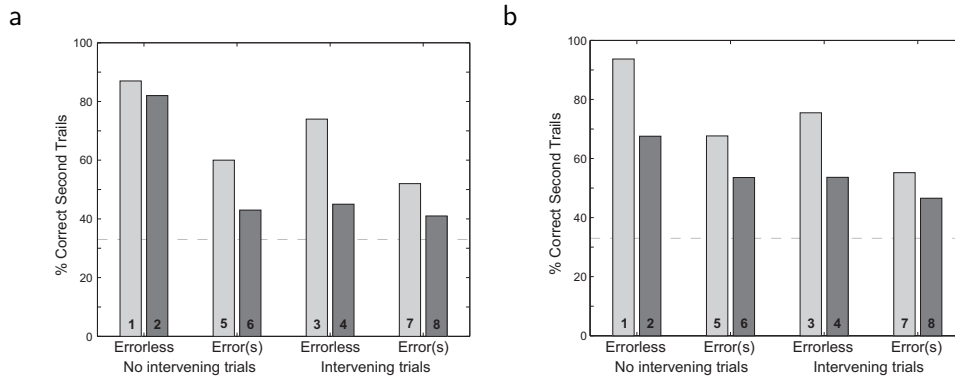 a
100
80
60
40
20
0
% Correct Second Trails
1 2 5 6 3 4 7 8
Errorless Error(s) Errorless Error(s)
No intervening trials Intervening trials
b
100
80
60
40
20
0
% Correct Second Trails
1 2 5 6 3 4 7 8
Errorless Error(s) Errorless Error(s)
No intervening trials Intervening trials